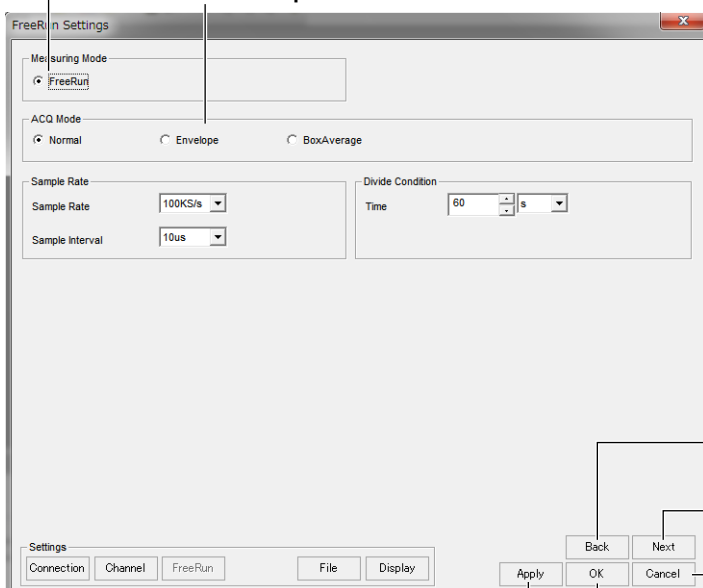 FreeRun Settings
Measuring Mode
FreeRun
ACQ Mode
Normal Envelope BoxAverage
Sample Rate Divide Condition
Sample Rate 100KS/s Time 60 s
Sample Interval 10us
Back Next
Settings
Connection Channel FreeRun File Display Apply OK Cancel